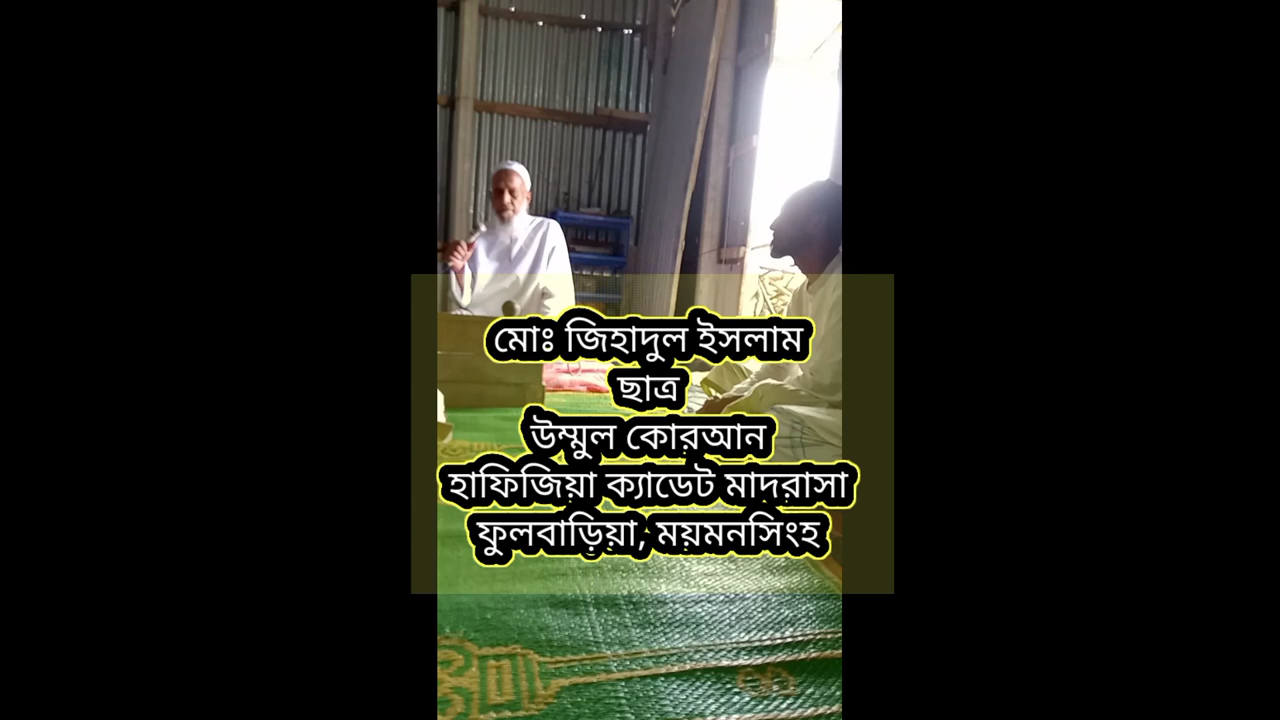 মোঃ জিহাদুল ইসলাম
ছাত্র
উম্মুল কোরআন
হাফিজিয়া ক্যাডেট মাদরাসা
ফুলবাড়িয়া, ময়মনসিংহ